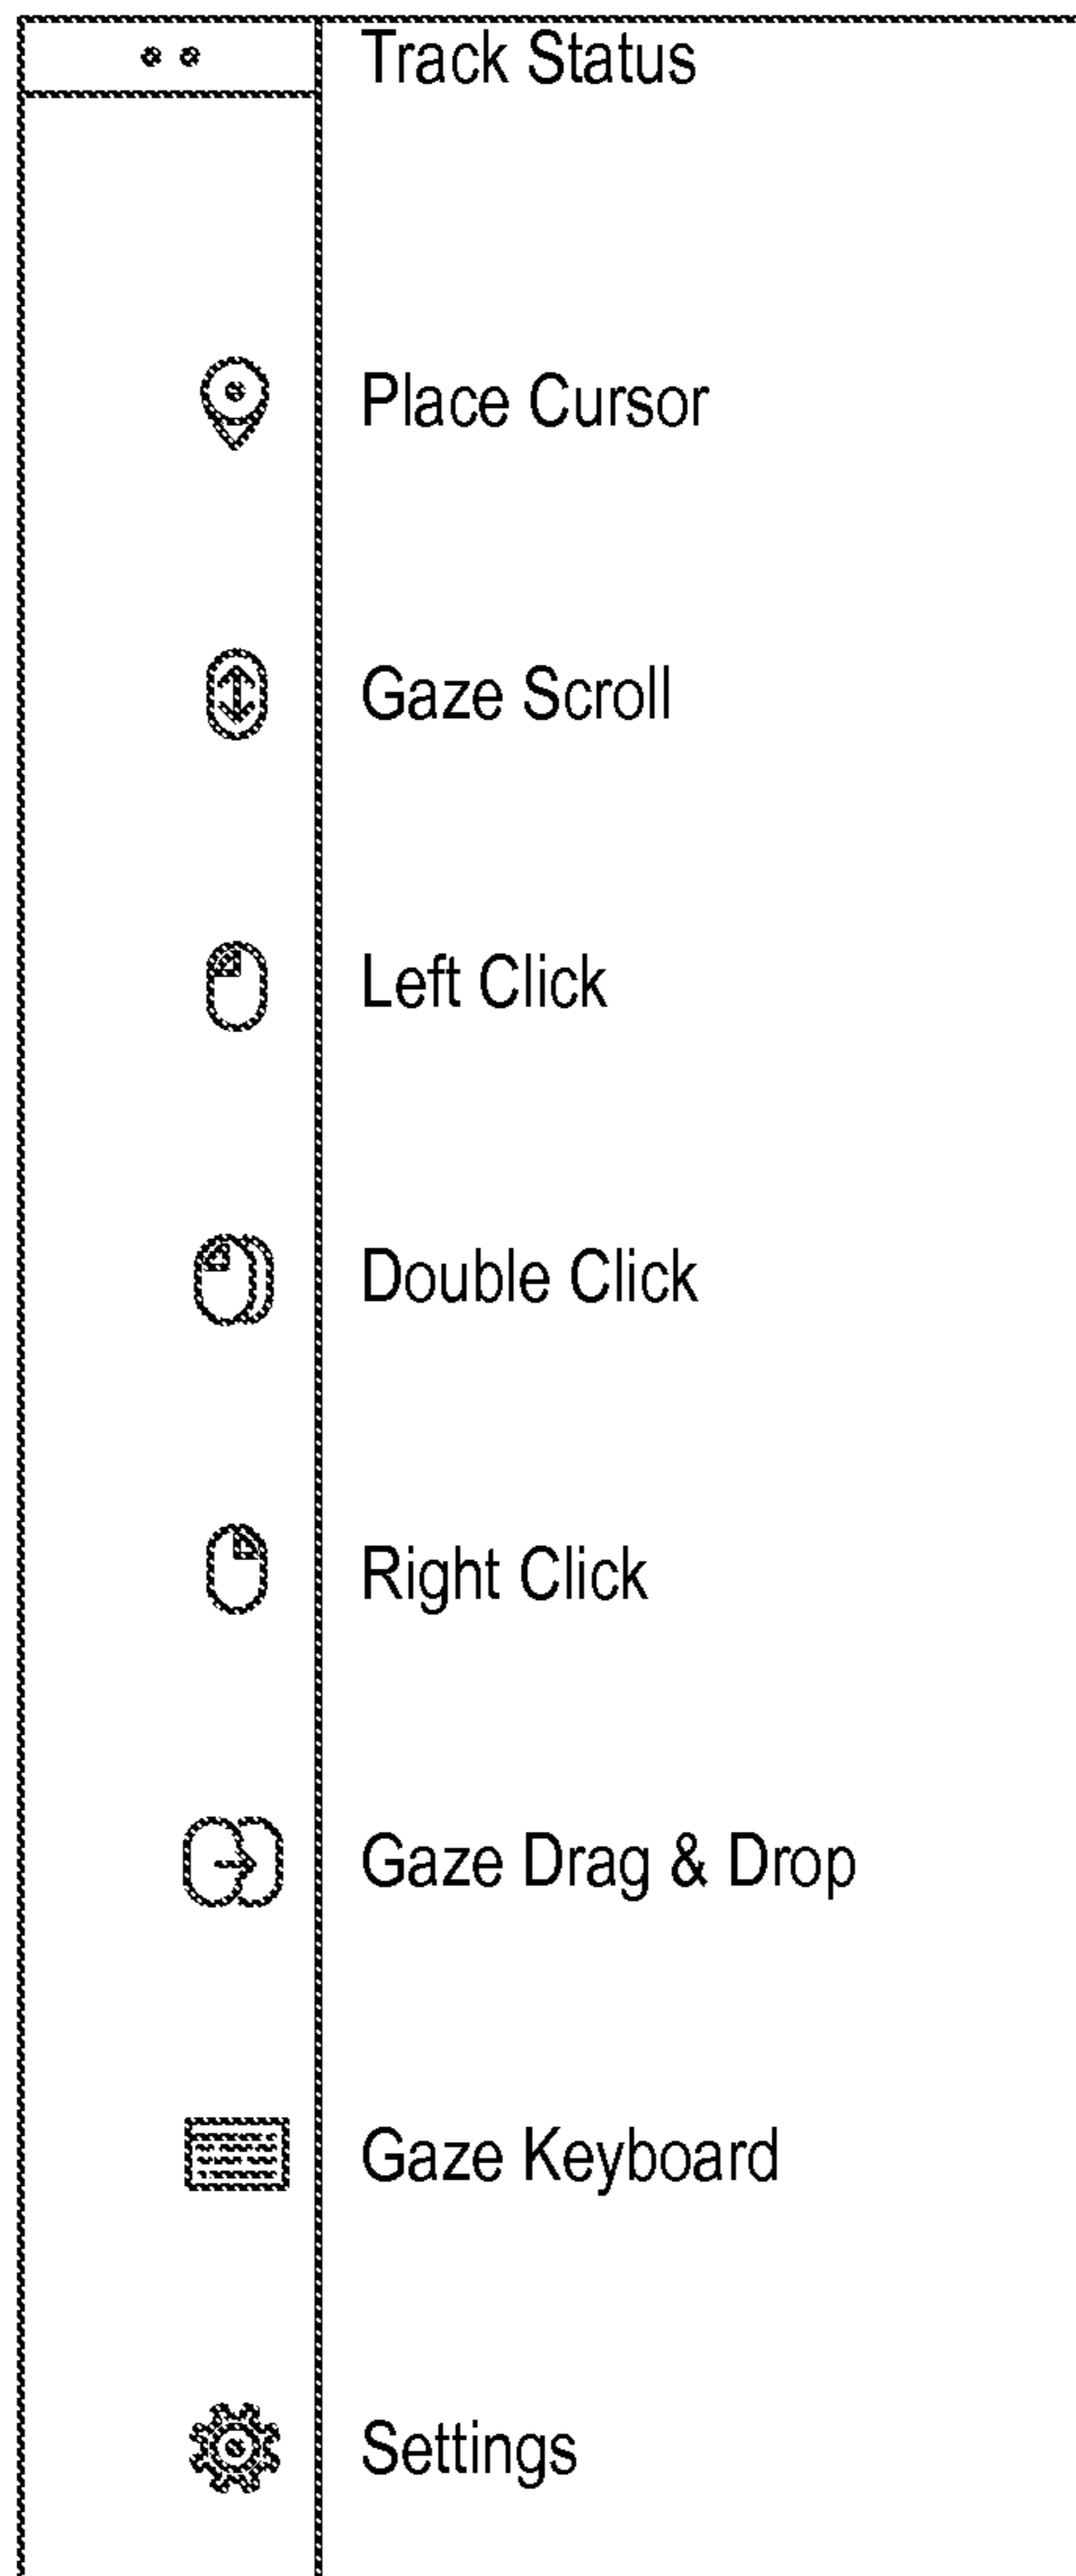 Track Status
Place Cursor
Gaze Scroll
Left Click
Double Click
Right Click
Gaze Drag & Drop
Gaze Keyboard
Settings